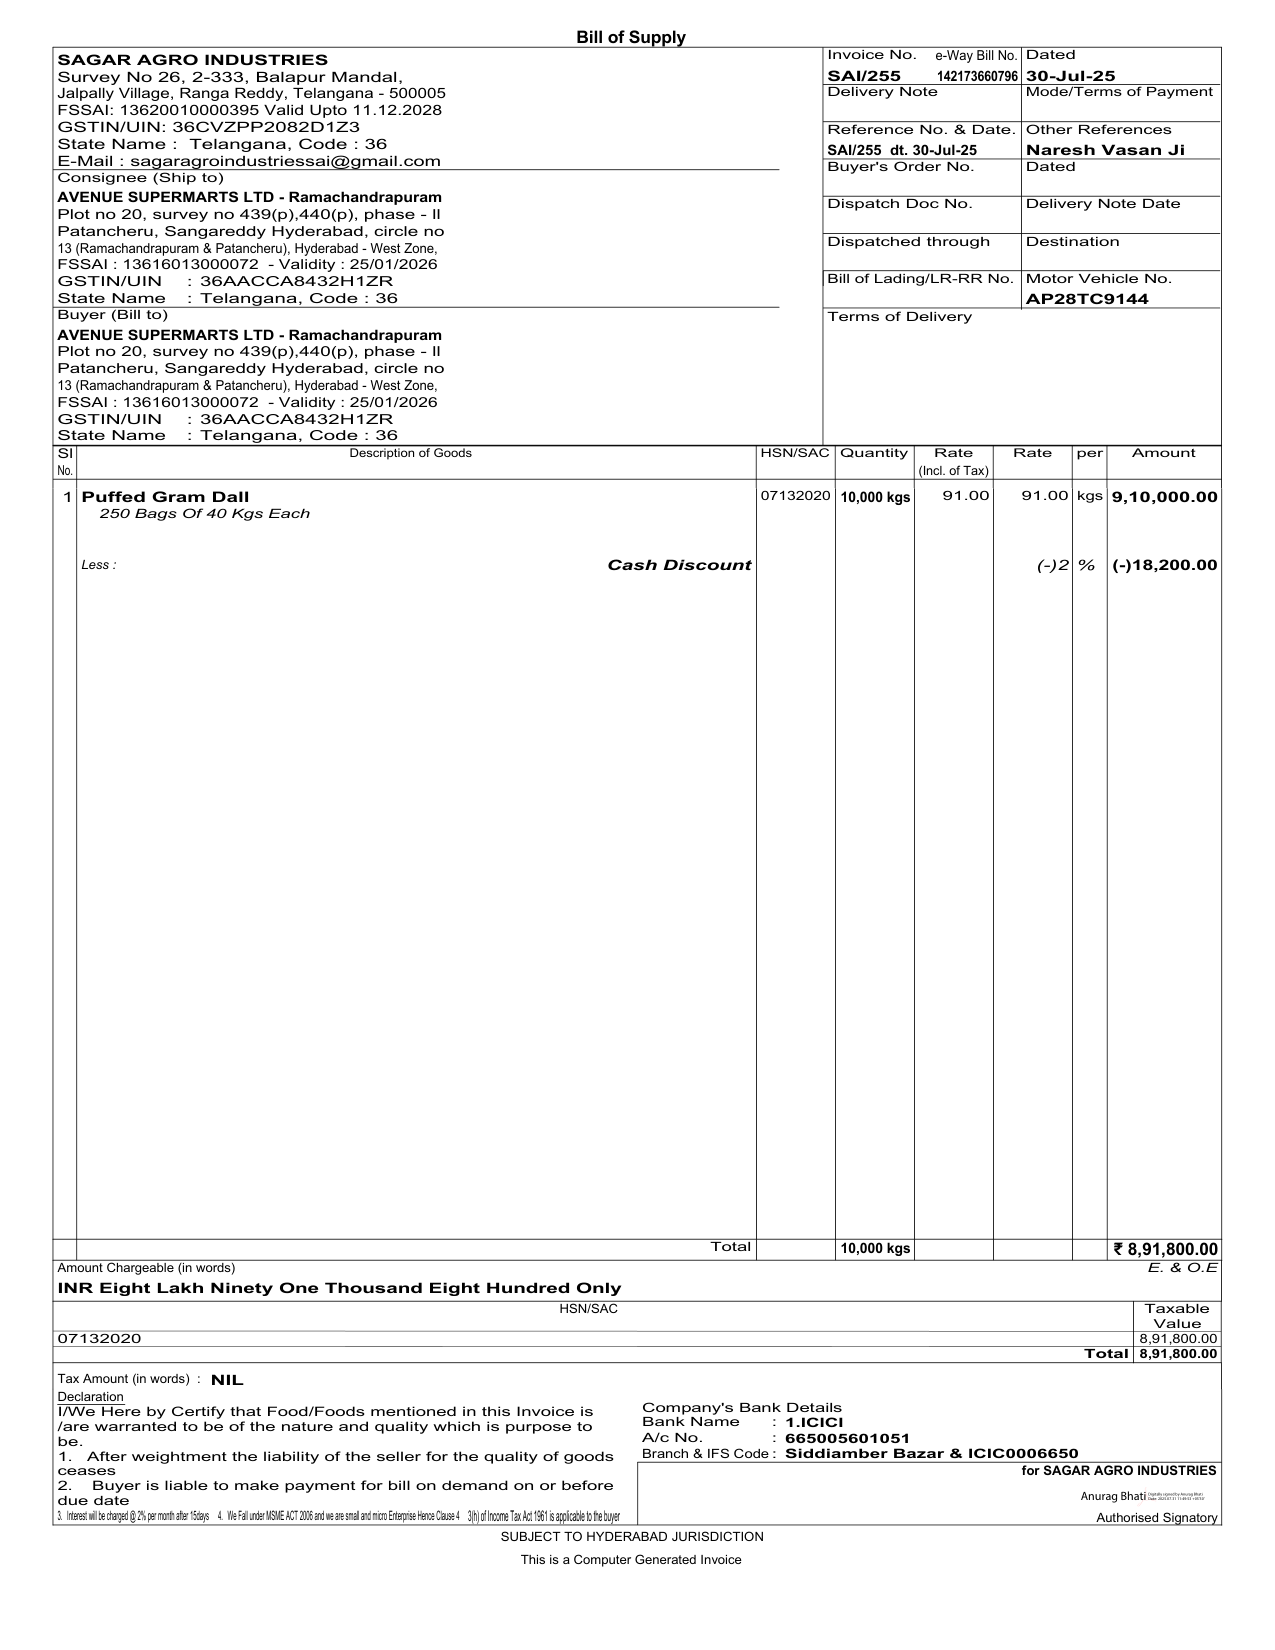 Bill of Supply
SAGAR AGRO INDUSTRIES
Survey No 26, 2-333, Balapur Mandal,
Jalpally Village, Ranga Reddy, Telangana - 500005
FSSAI: 13620010000395 Valid Upto 11.12.2028
GSTIN/UIN: 36CVZPP2082D1Z3
State Name : Telangana, Code : 36
E-Mail : sagaragroindustriessai@gmail.com
Invoice No. e-Way Bill No. Dated
SAI/255 142173660796 30-Jul-25
Delivery Note Mode/Terms of Payment
Reference No. & Date. Other References
SAI/255 dt. 30-Jul-25 Naresh Vasan Ji
Buyer's Order No. Dated
Dispatch Doc No. Delivery Note Date
Dispatched through Destination
Bill of Lading/LR-RR No. Motor Vehicle No.
AP28TC9144
Terms of Delivery
Consignee (Ship to)
AVENUE SUPERMARTS LTD - Ramachandrapuram
Plot no 20, survey no 439(p),440(p), phase - II
Patancheru, Sangareddy Hyderabad, circle no
13 (Ramachandrapuram & Patancheru), Hyderabad - West Zone,
FSSAI : 13616013000072 - Validity : 25/01/2026
GSTIN/UIN : 36AACCA8432H1ZR
State Name : Telangana, Code : 36
Buyer (Bill to)
AVENUE SUPERMARTS LTD - Ramachandrapuram
Plot no 20, survey no 439(p),440(p), phase - II
Patancheru, Sangareddy Hyderabad, circle no
13 (Ramachandrapuram & Patancheru), Hyderabad - West Zone,
FSSAI : 13616013000072 - Validity : 25/01/2026
GSTIN/UIN : 36AACCA8432H1ZR
State Name : Telangana, Code : 36
Sl Description of Goods HSN/SAC Quantity Rate Rate per Amount
No. (Incl. of Tax)
1 Puffed Gram Dall 07132020 10,000 kgs 91.00 91.00 kgs 9,10,000.00
250 Bags Of 40 Kgs Each
Less : Cash Discount (-)2 % (-)18,200.00
Total 10,000 kgs ₹ 8,91,800.00
Amount Chargeable (in words) E. & O.E
INR Eight Lakh Ninety One Thousand Eight Hundred Only
HSN/SAC Taxable
Value
07132020 8,91,800.00
Total 8,91,800.00
Tax Amount (in words) : NIL
Declaration
I/We Here by Certify that Food/Foods mentioned in this Invoice is
/are warranted to be of the nature and quality which is purpose to
be.
1. After weightment the liability of the seller for the quality of goods
ceases
2. Buyer is liable to make payment for bill on demand on or before
due date
3. Interest will be charged @ 2% per month after 15days 4. We Fall under MSME ACT 2006 and we are small and micro Enterprise Hence Clause 4 3(h) of Income Tax Act 1961 is applicable to the buyer
Company's Bank Details
Bank Name : 1.ICICI
A/c No. : 665005601051
Branch & IFS Code : Siddiamber Bazar & ICIC0006650
for SAGAR AGRO INDUSTRIES
Anurag Bhati
Digitally signed by Anurag Bhati
Authorised Signatory
SUBJECT TO HYDERABAD JURISDICTION
This is a Computer Generated Invoice